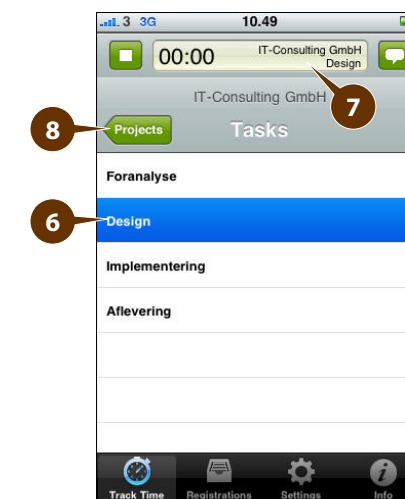 3 3G 10.49
00:00 IT-Consulting GmbH
Design
7
IT-Consulting GmbH
8 Projects Tasks
Foranalyse
6 Design
Implementering
Aflevering
Track Time Registrations Settings Info